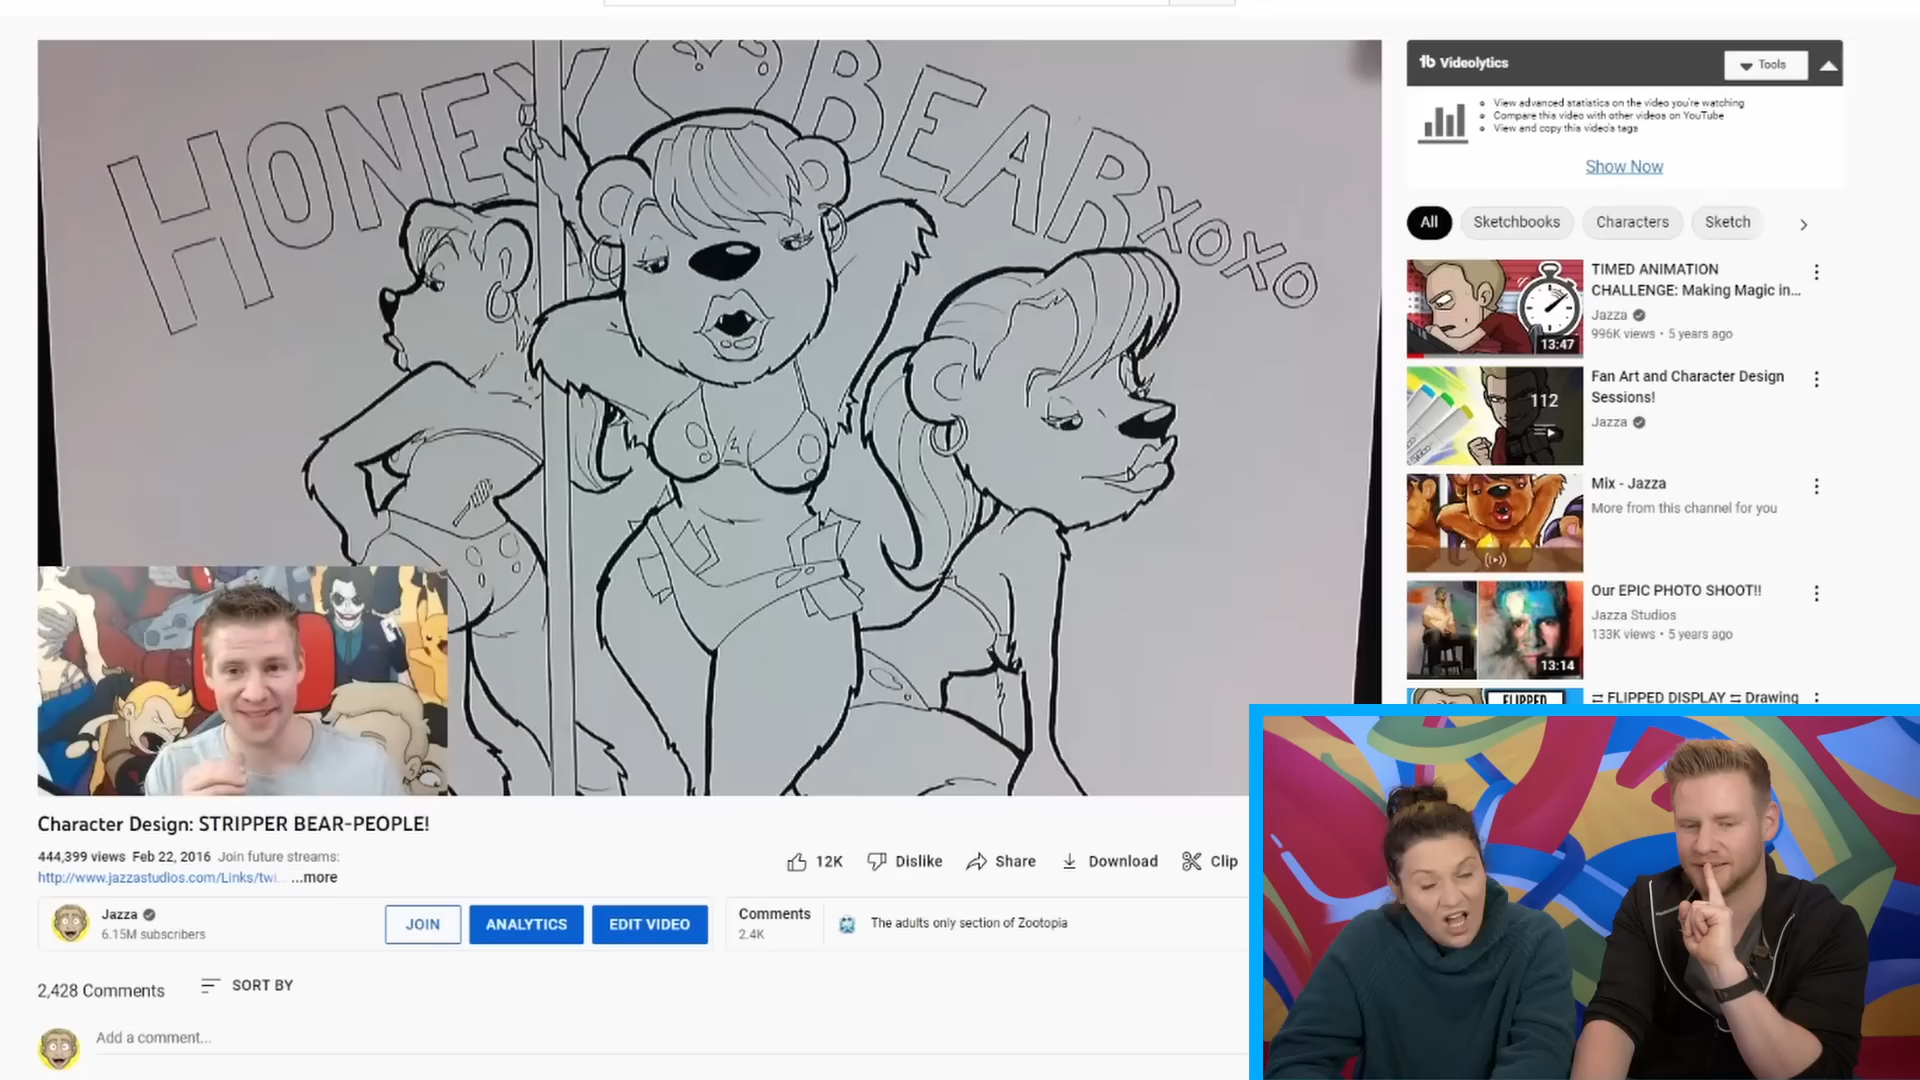 HONEY BEAR XOXO
Videolytics
Tools
View advanced statistics on the video you're watching
Compare this video with other videos on YouTube
View and copy this video's tags
Show Now
All
Sketchbooks
Characters
Sketch
TIMED ANIMATION
CHALLENGE: Making Magic in...
Jazza
996K views • 5 years ago
13:47
Fan Art and Character Design
Sessions!
Jazza
112
Mix - Jazza
More from this channel for you
Our EPIC PHOTO SHOOT!!
Jazza Studios
133K views • 5 years ago
13:14
FLIPPED
⇄ FLIPPED DISPLAY ⇄ Drawing
Character Design: STRIPPER BEAR-PEOPLE!
444,399 views Feb 22, 2016 Join future streams:
http://www.jazzastudios.com/Links/twi... ...more
12K
Dislike
Share
Download
Clip
Jazza
6.15M subscribers
JOIN
ANALYTICS
EDIT VIDEO
Comments
2.4K
The adults only section of Zootopia
2,428 Comments
SORT BY
Add a comment...